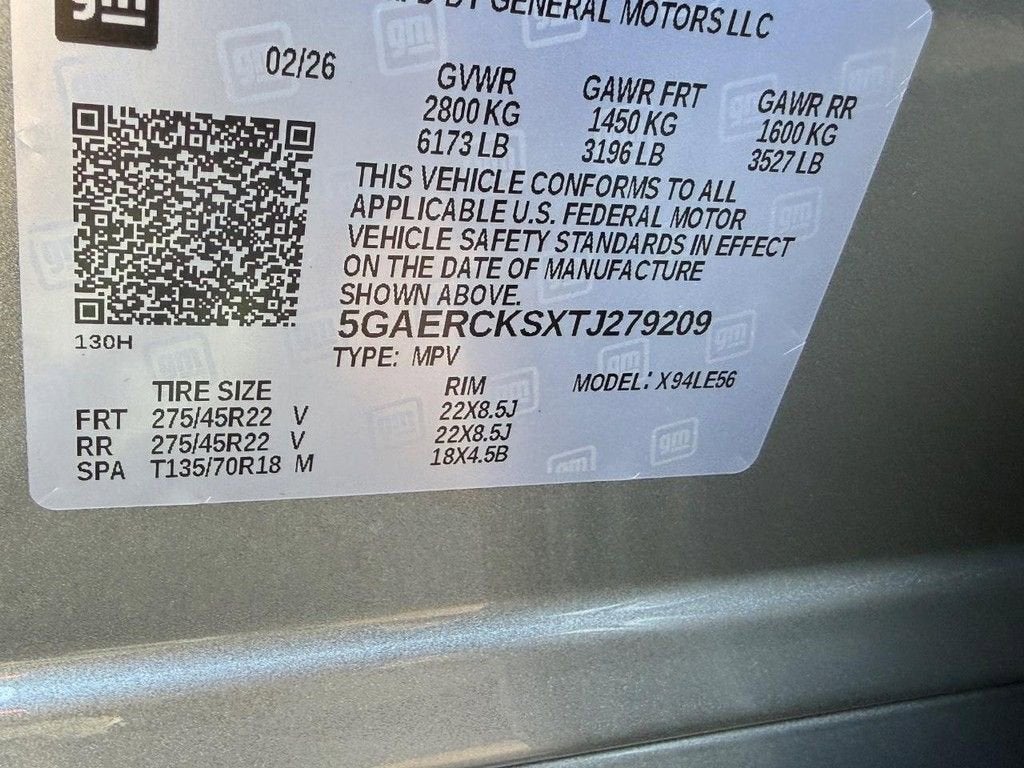 gm
BY GENERAL MOTORS LLC
02/26
GVWR GAWR FRT GAWR RR
2800 KG 1450 KG 1600 KG
6173 LB 3196 LB 3527 LB
THIS VEHICLE CONFORMS TO ALL
APPLICABLE U.S. FEDERAL MOTOR
VEHICLE SAFETY STANDARDS IN EFFECT
ON THE DATE OF MANUFACTURE
SHOWN ABOVE.
5GAERCKSXTJ279209
130H
TYPE: MPV
MODEL: X94LE56
TIRE SIZE RIM
FRT 275/45R22 V 22X8.5J
RR 275/45R22 V 22X8.5J
SPA T135/70R18 M 18X4.5B